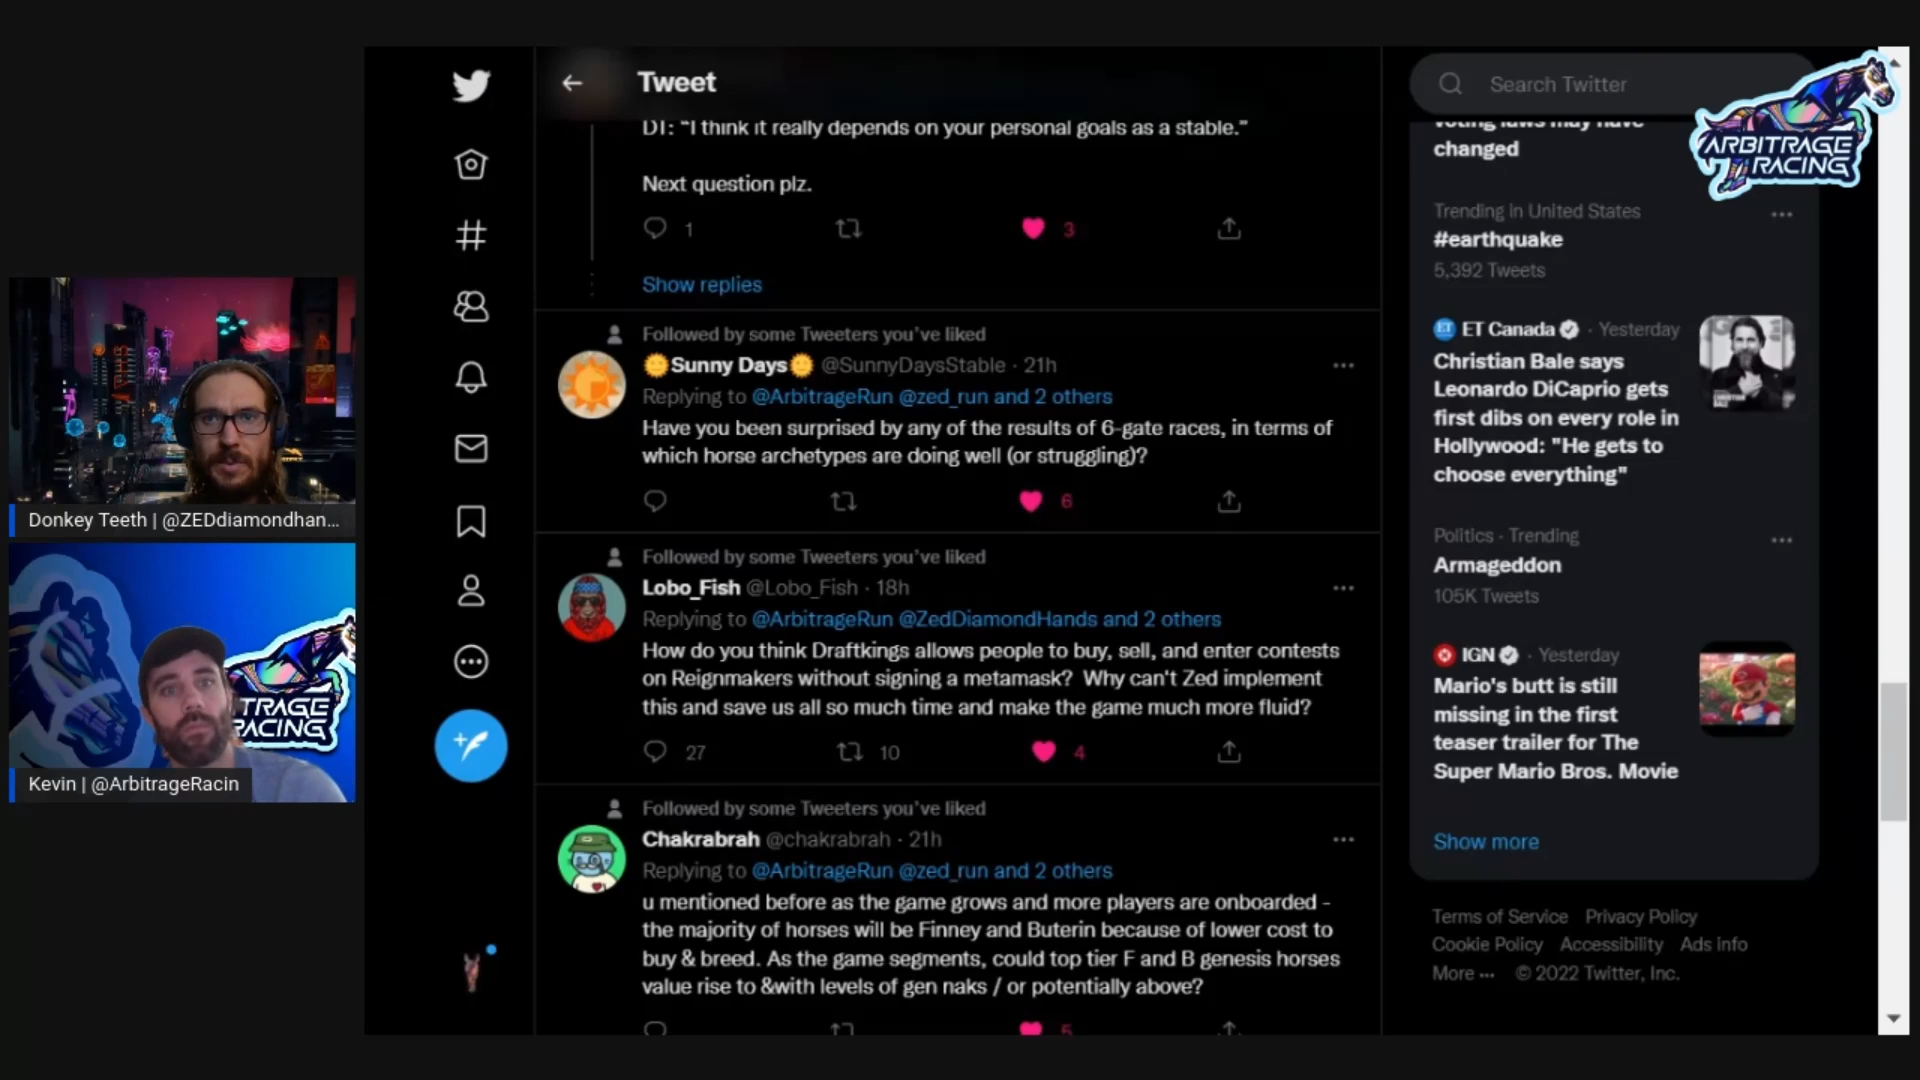 Tweet
DT: “I think it really depends on your personal goals as a stable.”
Next question plz.
1
3
Show replies
Followed by some Tweeters you've liked
Sunny Days @SunnyDaysStable · 21h
Replying to @ArbitrageRun @zed_run and 2 others
Have you been surprised by any of the results of 6-gate races, in terms of
which horse archetypes are doing well (or struggling)?
6
Followed by some Tweeters you've liked
Lobo_Fish @Lobo_Fish · 18h
Replying to @ArbitrageRun @ZedDiamondHands and 2 others
How do you think Draftkings allows people to buy, sell, and enter contests
on Reignmakers without signing a metamask? Why can't Zed implement
this and save us all so much time and make the game much more fluid?
27
10
4
Followed by some Tweeters you've liked
Chakrabrah @chakrabrah · 21h
Replying to @ArbitrageRun @zed_run and 2 others
u mentioned before as the game grows and more players are onboarded -
the majority of horses will be Finney and Buterin because of lower cost to
buy & breed. As the game segments, could top tier F and B genesis horses
value rise to &with levels of gen naks / or potentially above?
5
Search Twitter
voting laws may have
changed
Trending in United States
#earthquake
5,392 Tweets
ET Canada · Yesterday
Christian Bale says
Leonardo DiCaprio gets
first dibs on every role in
Hollywood: "He gets to
choose everything"
Politics · Trending
Armageddon
105K Tweets
IGN · Yesterday
Mario's butt is still
missing in the first
teaser trailer for The
Super Mario Bros. Movie
Show more
Terms of Service Privacy Policy
Cookie Policy Accessibility Ads info
More ··· © 2022 Twitter, Inc.
ARBITRAGE
RACING
Donkey Teeth | @ZEDdiamondhan...
TRAGE
RACING
Kevin | @ArbitrageRacin